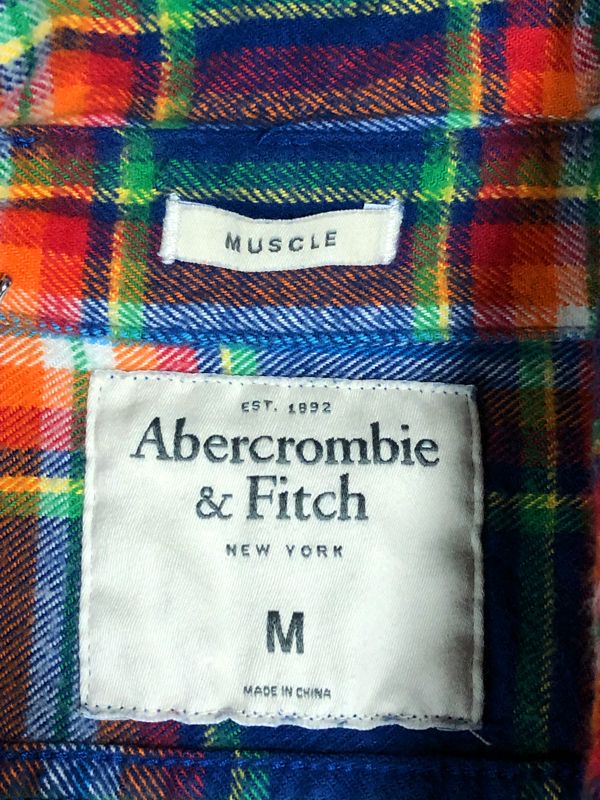 MUSCLE
EST. 1892
Abercrombie
& Fitch
NEW YORK
M
MADE IN CHINA